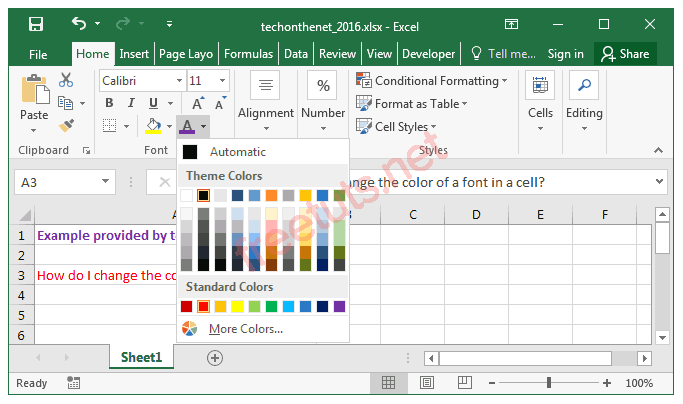 techonthenet_2016.xlsx - Excel
File Home Insert Page Layo Formulas Data View Developer Tell me... Sign in Share
Calibri 11 A A
Conditional Formatting
Format as Table
Cell Styles
Paste B I U A Alignment Number Cells Editing
%
Clipboard Font Styles
Automatic
Theme Colors
A3 ange the color of a font in a cell?
A B C D E F
1 Example provided by t
2
3 How do I change the co
4
5
6
Standard Colors
More Colors...
Sheet1
Ready 100%
freetuts.net